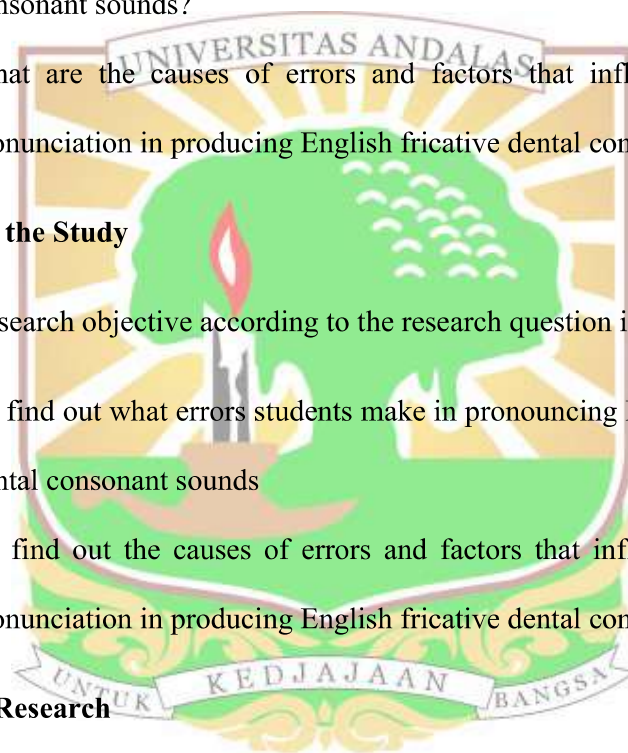 nsonant sounds?
UNIVERSITAS ANDALAS
hat are the causes of errors and factors that infl
onunciation in producing English fricative dental con
the Study
search objective according to the research question i
find out what errors students make in pronouncing
ntal consonant sounds
find out the causes of errors and factors that infl
onunciation in producing English fricative dental con
UNTUK KEDJAJAAN BANGSA
Research